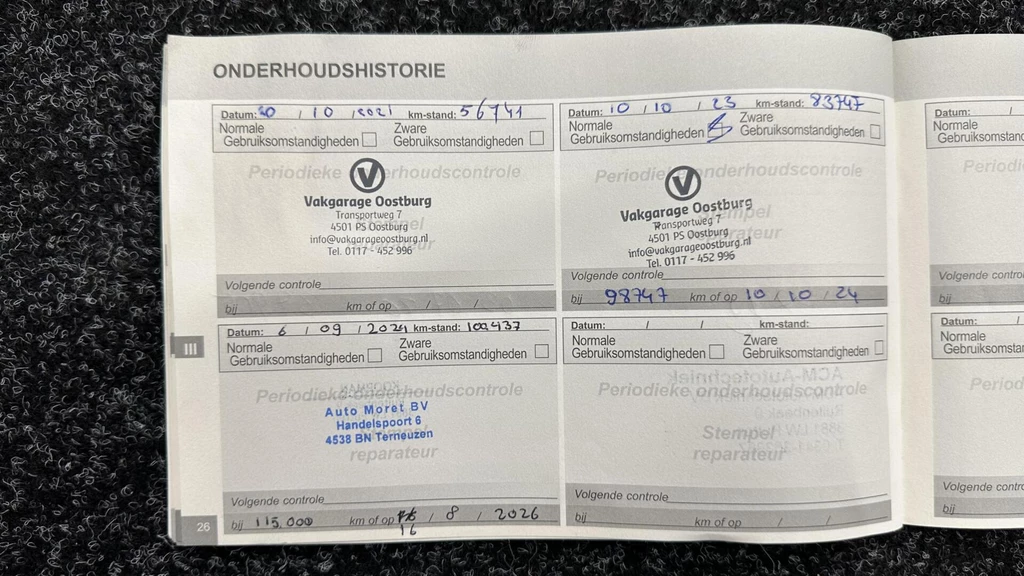 ONDERHOUDSHISTORIE
Datum: 10 / 10 / 2021 km-stand: 56741
Normale Gebruiksomstandigheden
Zware Gebruiksomstandigheden
Periodieke onderhoudscontrole
V
Vakgarage Oostburg
Transportweg 7
4501 PS Oostburg
info@vakgarageoostburg.nl
Tel. 0117 - 452 996
Volgende controle
bij km of op / /
Datum: 10 / 10 / 23 km-stand: 83747
Normale Gebruiksomstandigheden
Zware Gebruiksomstandigheden
Periodieke onderhoudscontrole
V
Vakgarage Oostburg
Transportweg 7
4501 PS Oostburg
info@vakgarageoostburg.nl
Tel. 0117 - 452 996
Stempel
reparateur
Volgende controle
bij 98747 km of op 10 / 10 / 24
Datum: 6 / 09 / 2024 km-stand: 100437
Normale Gebruiksomstandigheden
Zware Gebruiksomstandigheden
Periodieke onderhoudscontrole
Auto Moret BV
Handelspoort 6
4538 BN Terneuzen
reparateur
Volgende controle
bij 115.000 km of op / 8 / 2026
16
Datum: / / km-stand:
Normale Gebruiksomstandigheden
Zware Gebruiksomstandigheden
Periodieke onderhoudscontrole
Stempel
reparateur
Volgende controle
bij km of op / /
Datum: /
Normale
Volgende
bij
Datum: /
Normale
bij
III
26